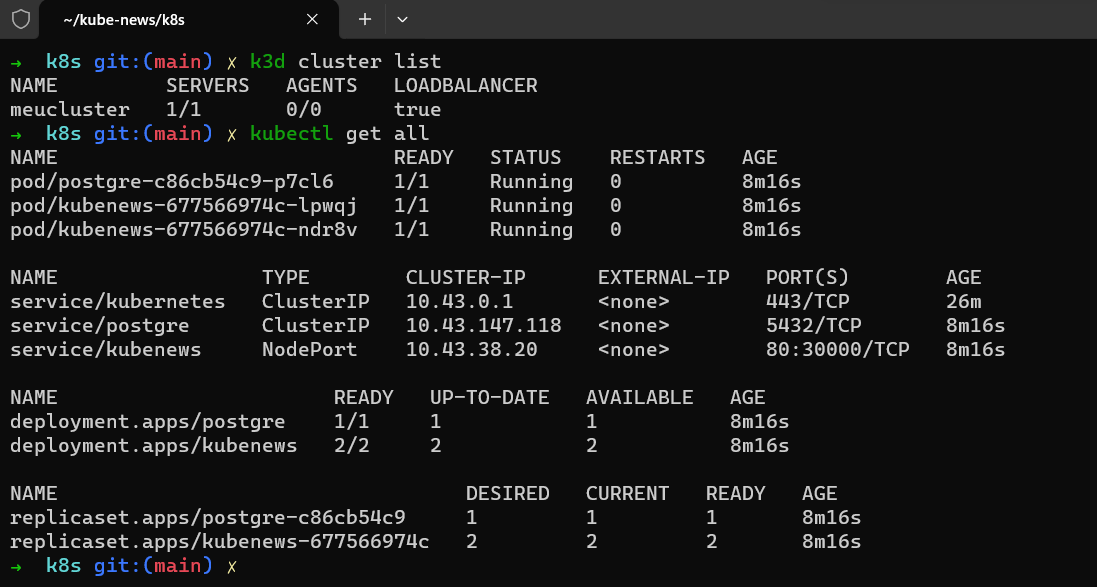 ~/kube-news/k8s
→ k8s git:(main) ✗ k3d cluster list
NAME SERVERS AGENTS LOADBALANCER
meucluster 1/1 0/0 true
→ k8s git:(main) ✗ kubectl get all
NAME READY STATUS RESTARTS AGE
pod/postgre-c86cb54c9-p7cl6 1/1 Running 0 8m16s
pod/kubenews-677566974c-lpwqj 1/1 Running 0 8m16s
pod/kubenews-677566974c-ndr8v 1/1 Running 0 8m16s
NAME TYPE CLUSTER-IP EXTERNAL-IP PORT(S) AGE
service/kubernetes ClusterIP 10.43.0.1 <none> 443/TCP 26m
service/postgre ClusterIP 10.43.147.118 <none> 5432/TCP 8m16s
service/kubenews NodePort 10.43.38.20 <none> 80:30000/TCP 8m16s
NAME READY UP-TO-DATE AVAILABLE AGE
deployment.apps/postgre 1/1 1 1 8m16s
deployment.apps/kubenews 2/2 2 2 8m16s
NAME DESIRED CURRENT READY AGE
replicaset.apps/postgre-c86cb54c9 1 1 1 8m16s
replicaset.apps/kubenews-677566974c 2 2 2 8m16s
→ k8s git:(main) ✗